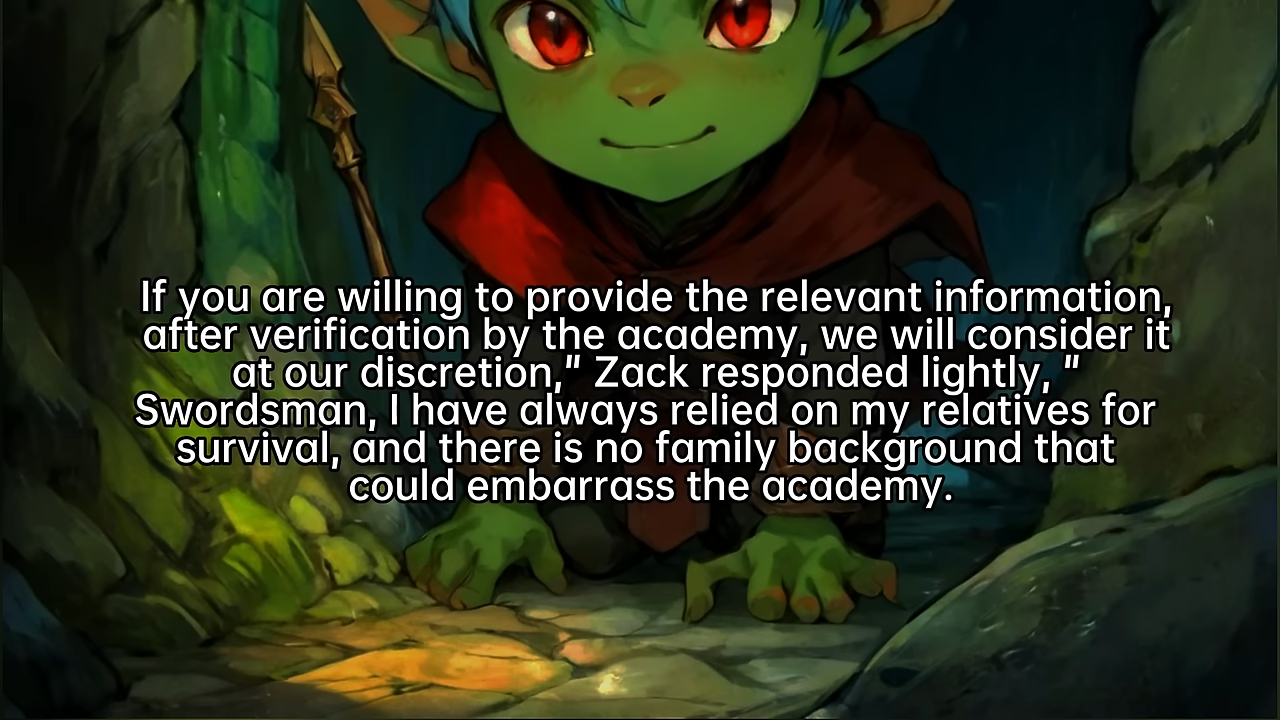 If you are willing to provide the relevant information,
after verification by the academy, we will consider it
at our discretion,” Zack responded lightly, ”
Swordsman, I have always relied on my relatives for
survival, and there is no family background that
could embarrass the academy.